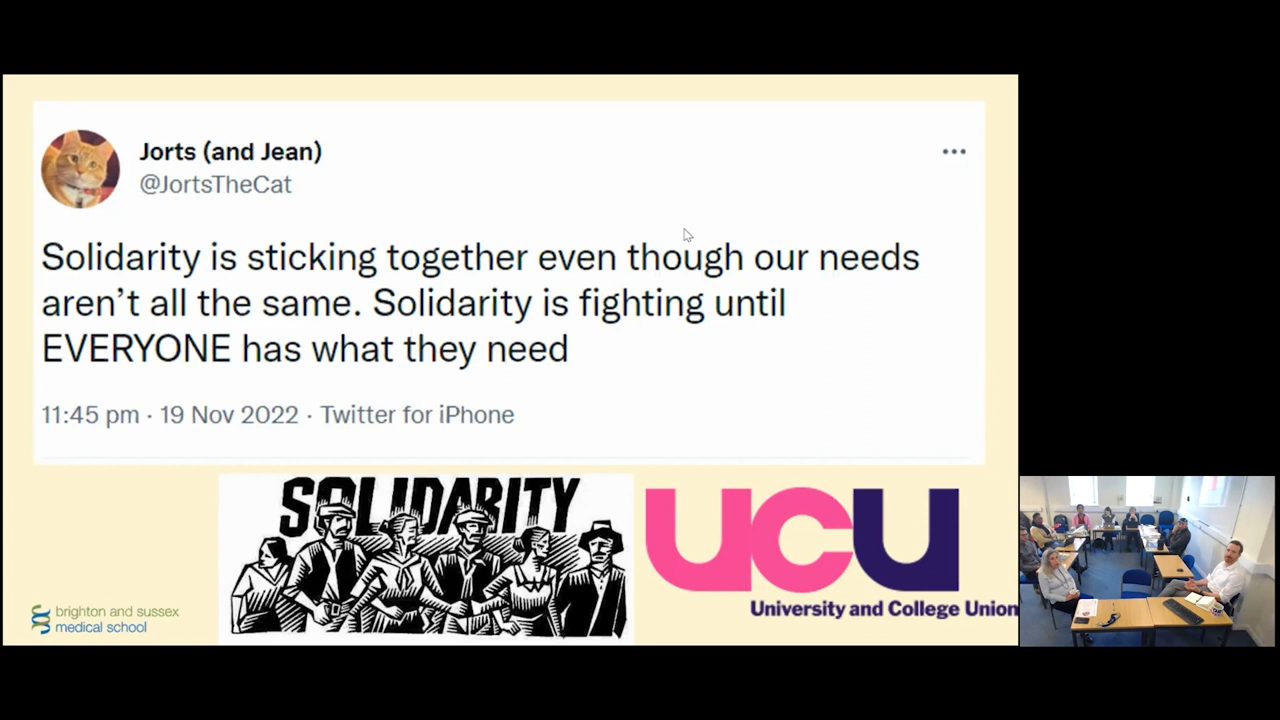 Jorts (and Jean)
@JortsTheCat
Solidarity is sticking together even though our needs
aren’t all the same. Solidarity is fighting until
EVERYONE has what they need
11:45 pm · 19 Nov 2022 · Twitter for iPhone
SOLIDARITY
ucu
University and College Union
brighton and sussex
medical school